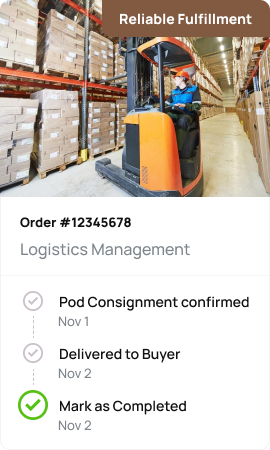 Reliable Fulfillment
Order #12345678
Logistics Management
Pod Consignment confirmed
Nov 1
Delivered to Buyer
Nov 2
Mark as Completed
Nov 2